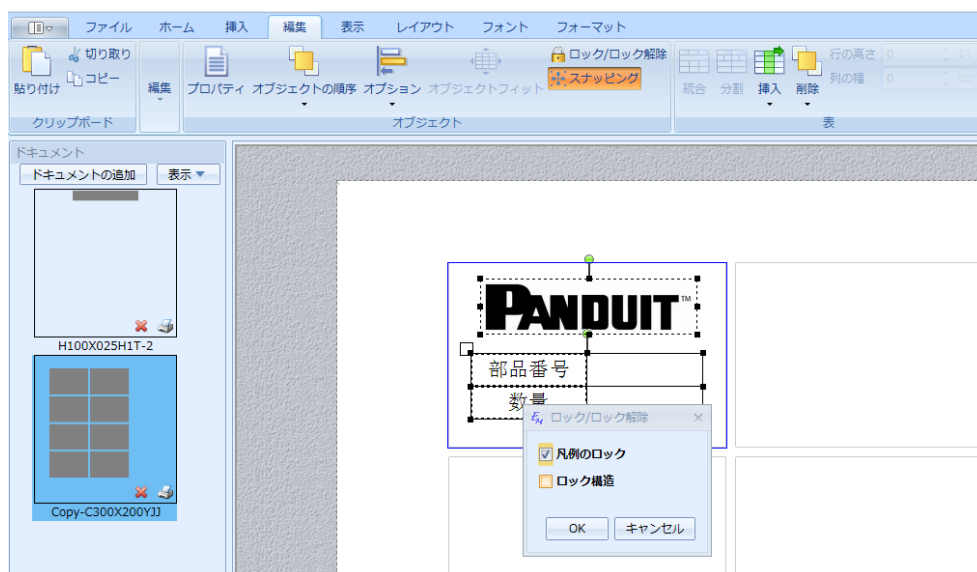 ファイル ホーム 挿入 編集 表示 レイアウト フォント フォーマット
切り取り
コピー
貼り付け
クリップボード
編集
プロパティ オブジェクトの順序 オプション オブジェクトフィット
ロック/ロック解除
スナッピング
オブジェクト
統合 分割 挿入 削除
行の高さ 0
列の幅 0
表
ドキュメント
ドキュメントの追加 表示
H100X025H1T-2
Copy-C300X200YJJ
PANDUIT™
部品番号
数量
EM ロック/ロック解除
凡例のロック
ロック構造
OK キャンセル